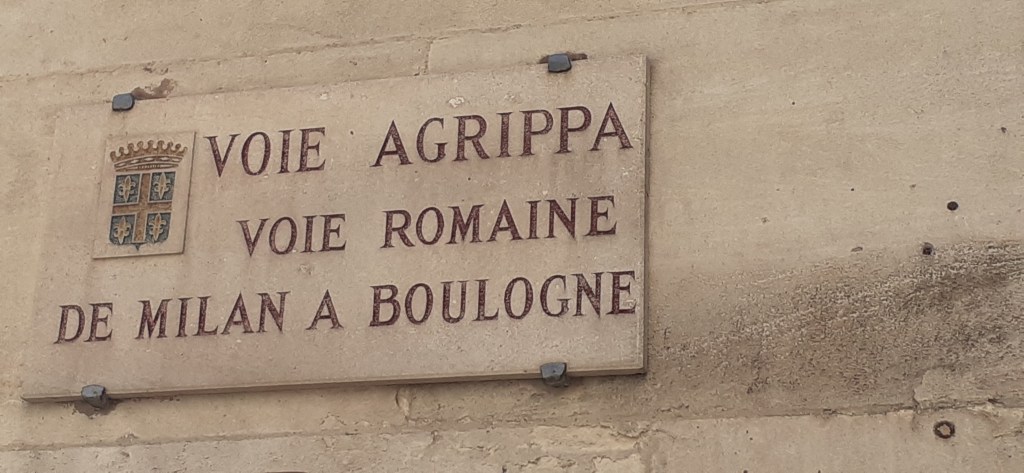 VOIE AGRIPPA
VOIE ROMAINE
DE MILAN A BOULOGNE